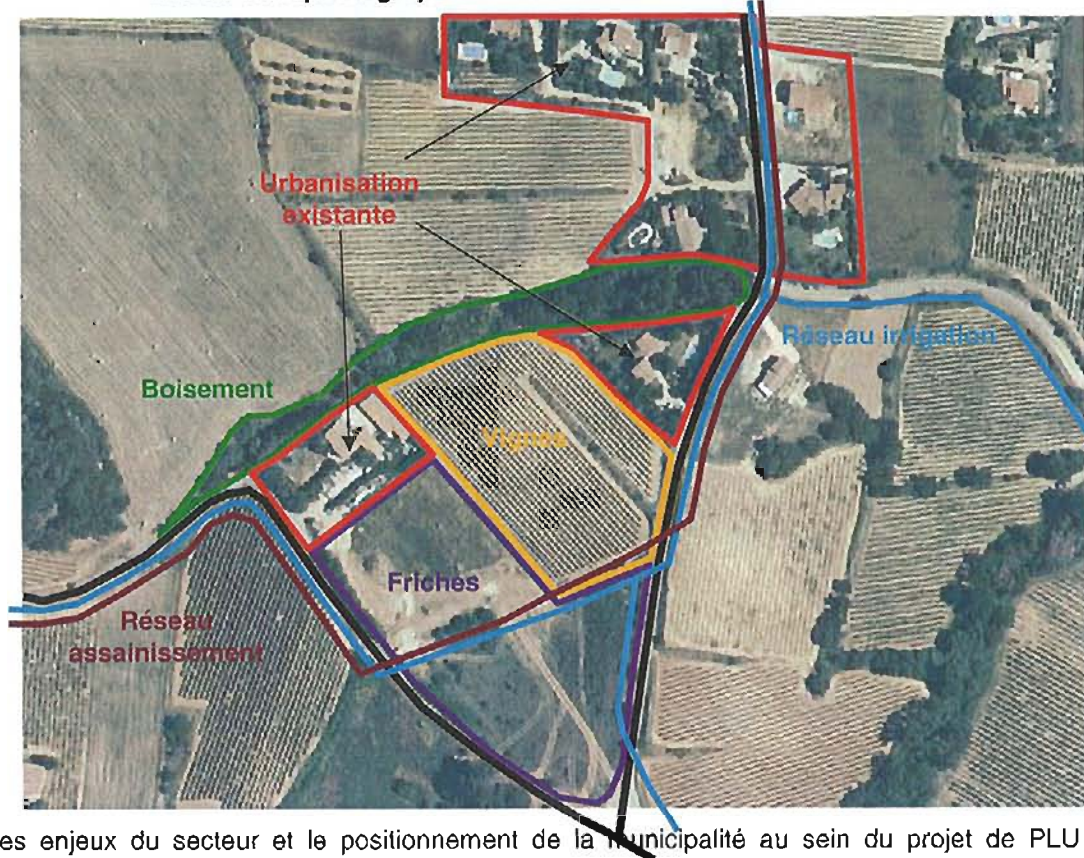 Urbanisation
existante
Réseau irrigation
Boisement
Vignes
Friches
Réseau
assainissement
es enjeux du secteur et le positionnement de la municipalité au sein du projet de PLU